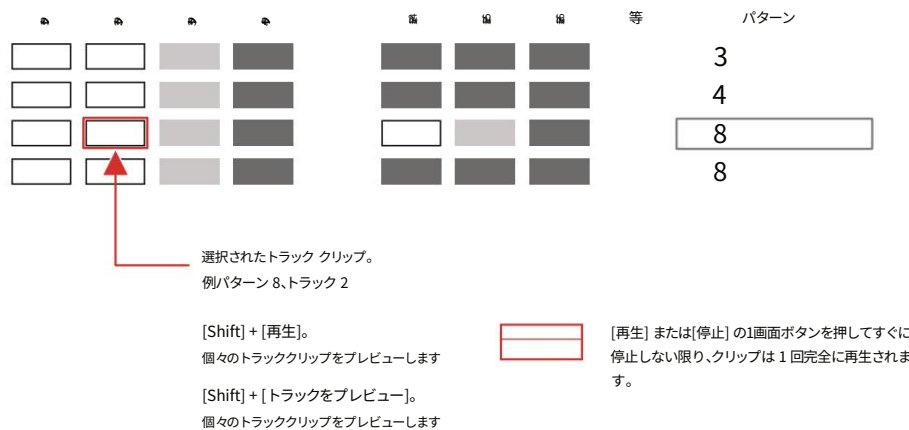 等
パターン
3
4
8
8
選択されたトラック クリップ。
例パターン 8、トラック 2
[Shift] + [再生]。
個々のトラッククリップをプレビューします
[Shift] + [トラックをプレビュー]。
個々のトラッククリップをプレビューします
[再生] または[停止] の1画面ボタンを押してすぐに
停止しない限り、クリップは 1 回完全に再生されま
す。